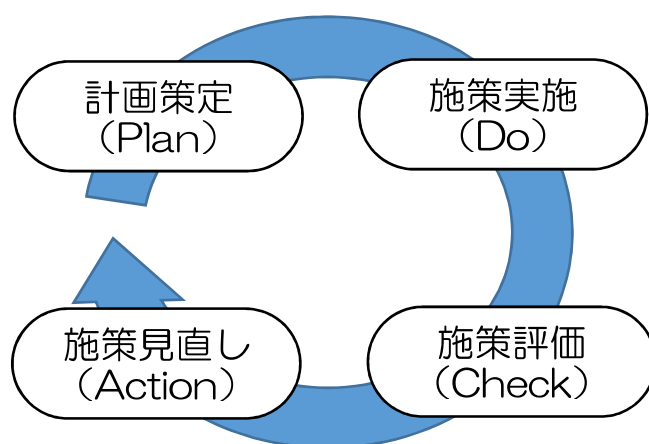 計画策定
（Plan）
施策実施
（Do）
施策評価
（Check）
施策見直し
（Action）